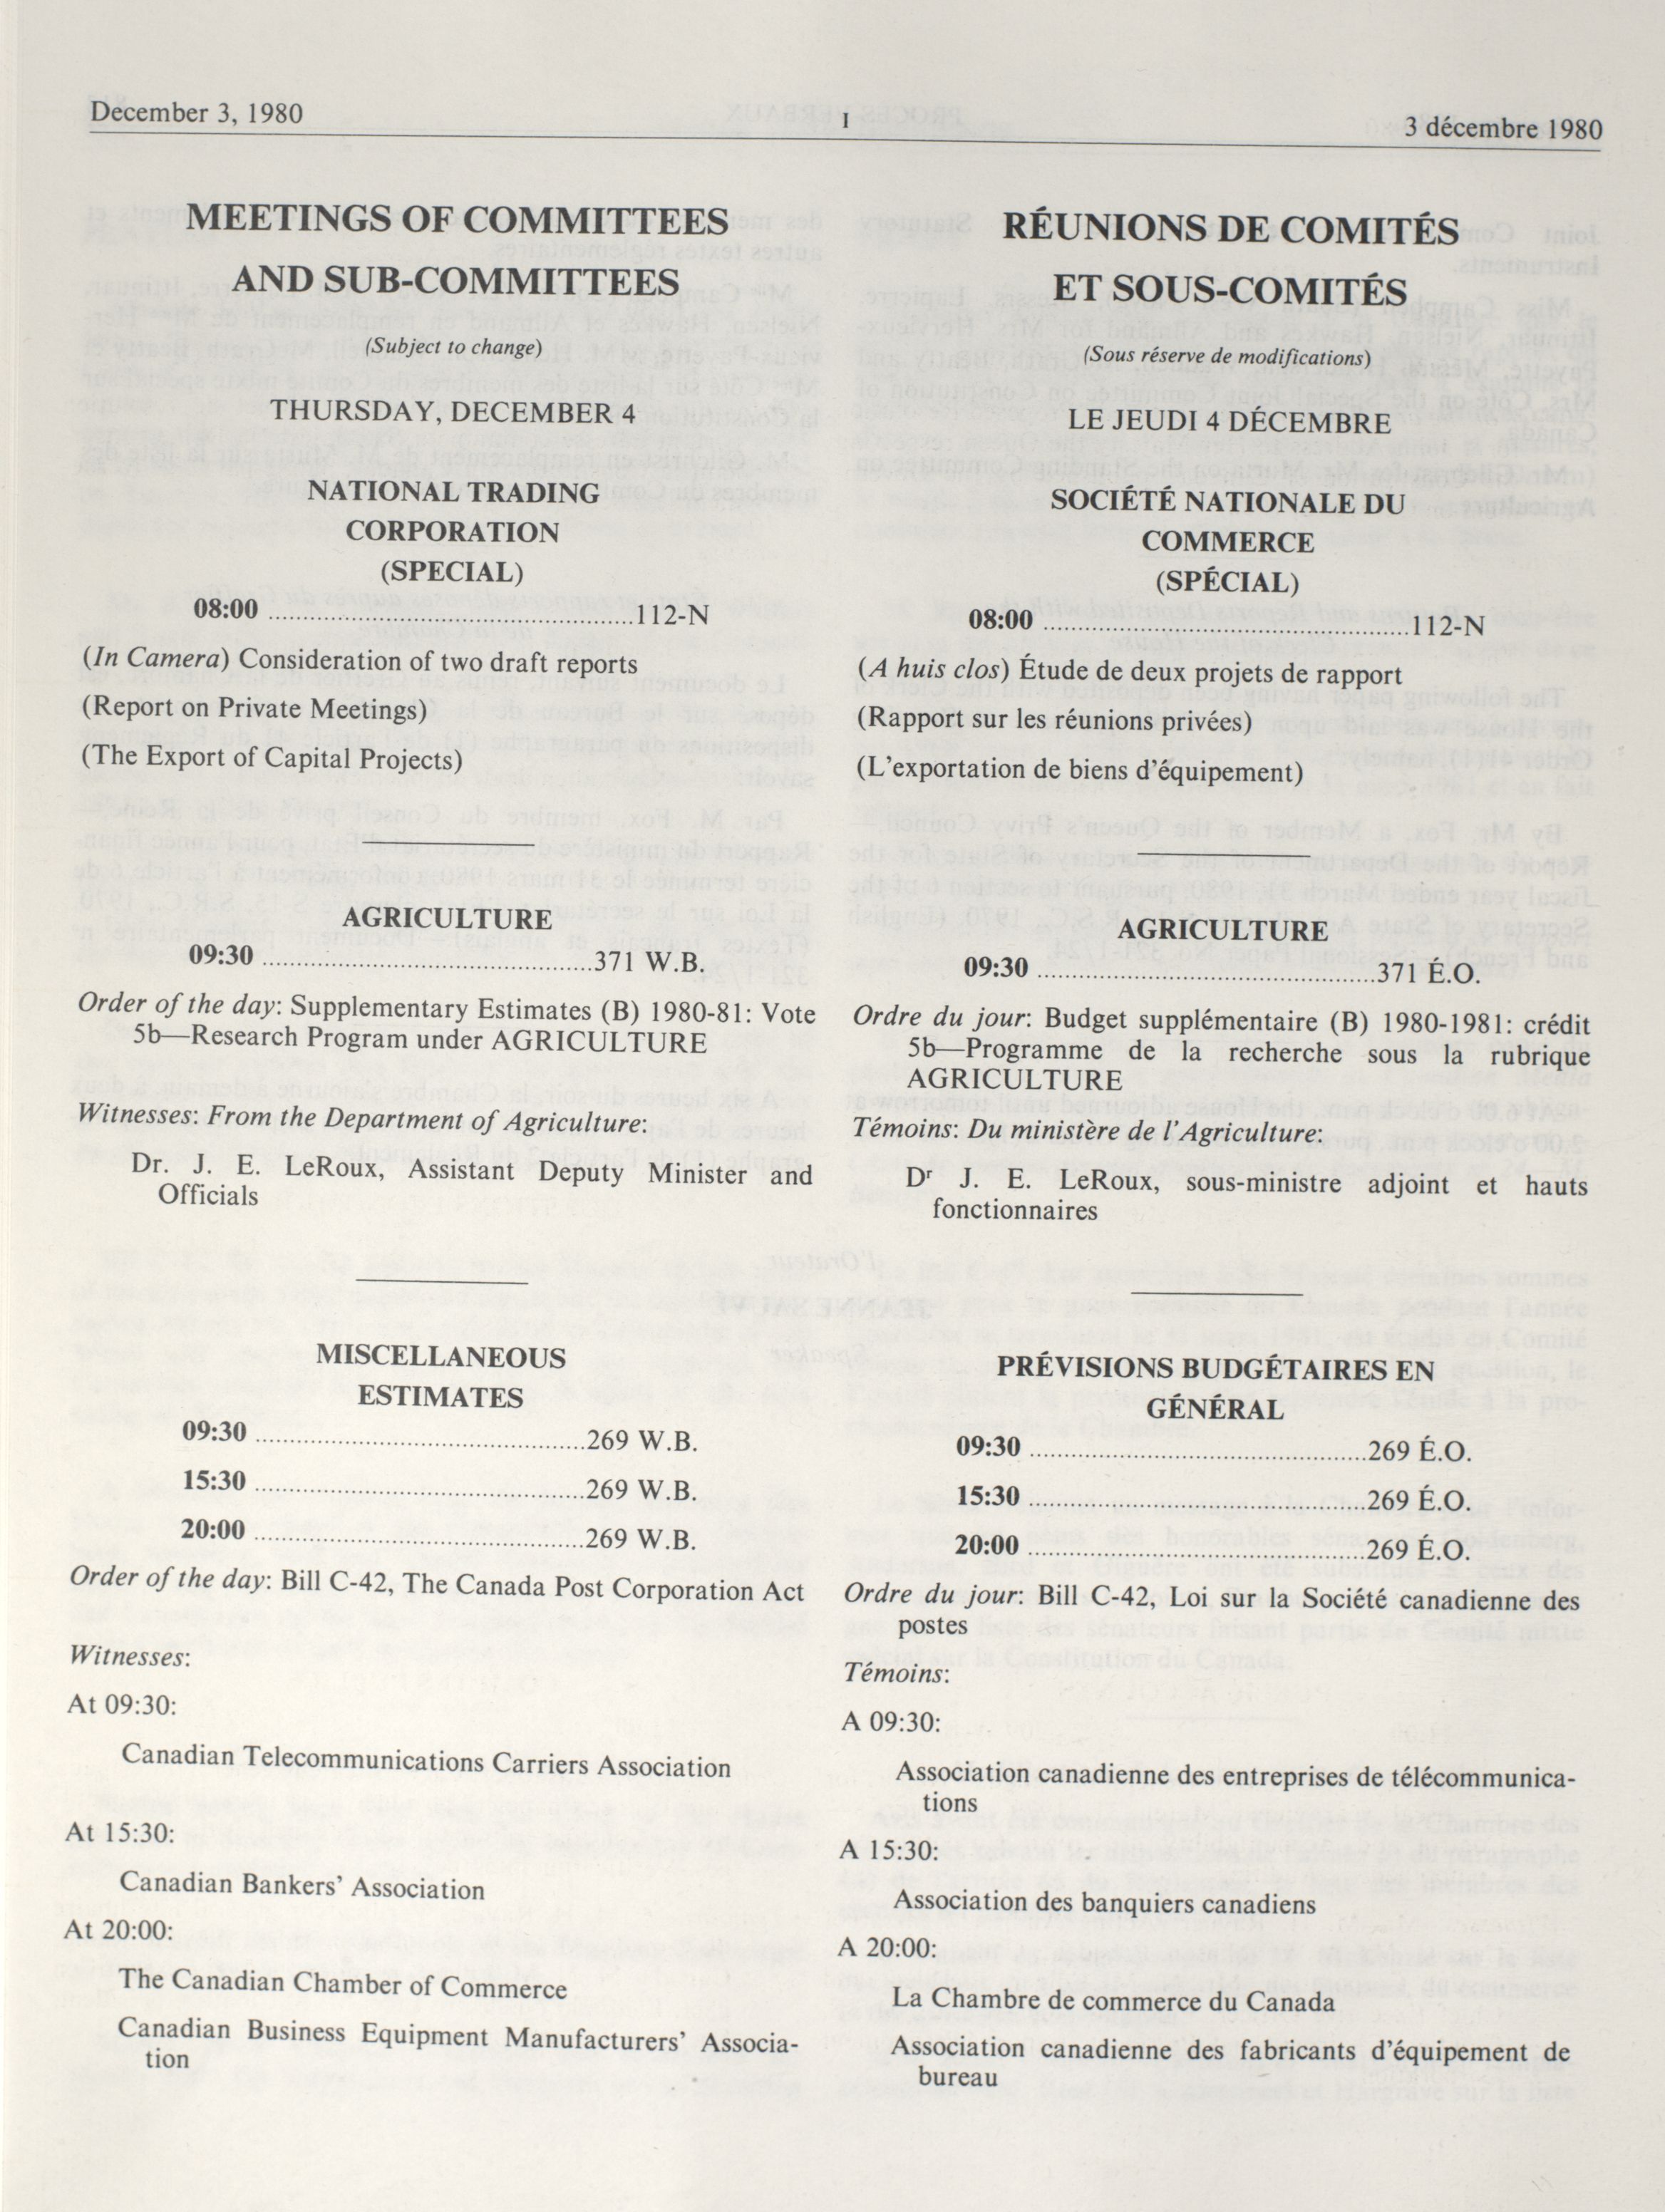 December 3, 1980
I
3 décembre 1980
MEETINGS OF COMMITTEES
AND SUB-COMMITTEES
(Subject to change)
THURSDAY, DECEMBER 4
NATIONAL TRADING
CORPORATION
(SPECIAL)
08:00 ....................................................112-N
(In Camera) Consideration of two draft reports
(Report on Private Meetings)
(The Export of Capital Projects)
AGRICULTURE
09:30 ...............................................371 W.B.
Order of the day: Supplementary Estimates (B) 1980-81: Vote
5b—Research Program under AGRICULTURE
Witnesses: From the Department of Agriculture:
Dr. J. E. LeRoux, Assistant Deputy Minister and
Officials
MISCELLANEOUS
ESTIMATES
09:30 ...............................................269 W.B.
15:30 ...............................................269 W.B.
20:00 ...............................................269 W.B.
Order of the day: Bill C-42, The Canada Post Corporation Act
Witnesses:
At 09:30:
Canadian Telecommunications Carriers Association
At 15:30:
Canadian Bankers' Association
At 20:00:
The Canadian Chamber of Commerce
Canadian Business Equipment Manufacturers' Associa-
tion
RÉUNIONS DE COMITÉS
ET SOUS-COMITÉS
(Sous réserve de modifications)
LE JEUDI 4 DÉCEMBRE
SOCIÉTÉ NATIONALE DU
COMMERCE
(SPÉCIAL)
08:00 ....................................................112-N
(A huis clos) Étude de deux projets de rapport
(Rapport sur les réunions privées)
(L'exportation de biens d'équipement)
AGRICULTURE
09:30 ................................................371 É.O.
Ordre du jour: Budget supplémentaire (B) 1980-1981: crédit
5b—Programme de la recherche sous la rubrique
AGRICULTURE
Témoins: Du ministère de l'Agriculture:
Dr J. E. LeRoux, sous-ministre adjoint et hauts
fonctionnaires
PRÉVISIONS BUDGÉTAIRES EN
GÉNÉRAL
09:30 ................................................269 É.O.
15:30 ................................................269 É.O.
20:00 ................................................269 É.O.
Ordre du jour: Bill C-42, Loi sur la Société canadienne des
postes
Témoins:
A 09:30:
Association canadienne des entreprises de télécommunica-
tions
A 15:30:
Association des banquiers canadiens
A 20:00:
La Chambre de commerce du Canada
Association canadienne des fabricants d'équipement de
bureau